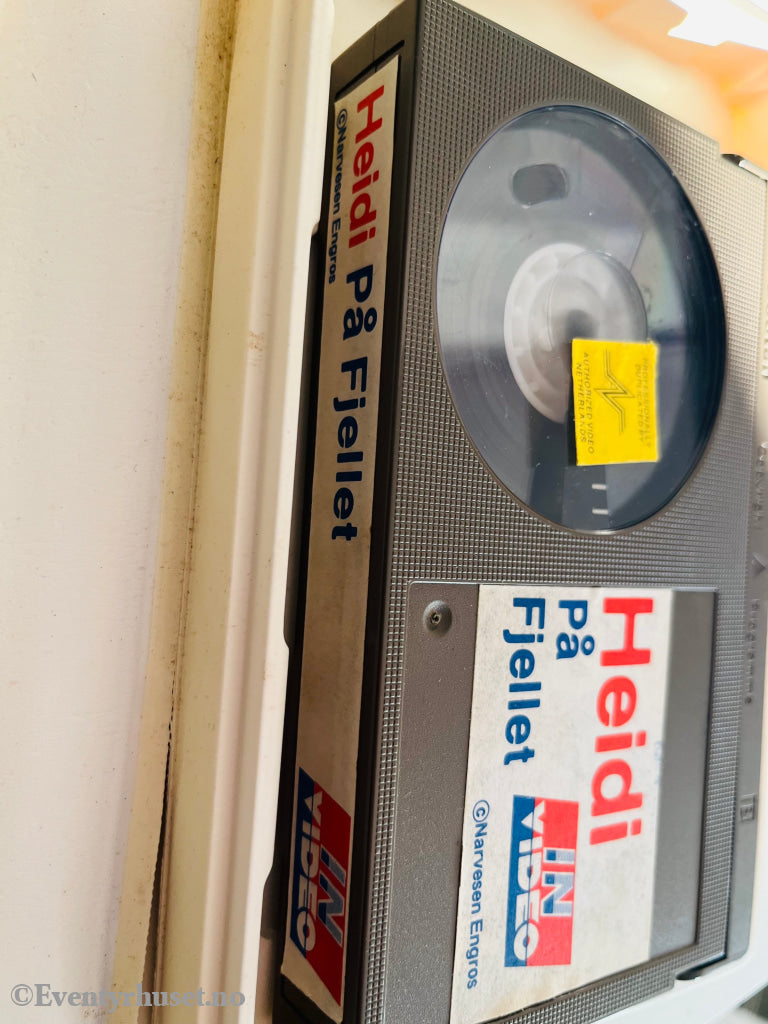 Heidi På Fjellet
©Narvesen Engros
IN
VIDEO
PROFESSIONALLY
DUPLICATED BY
AUTHORIZED VIDEO
NETHERLANDS
Heidi
På
Fjellet
IN
VIDEO
©Narvesen Engros
©Eventyrhuset.no